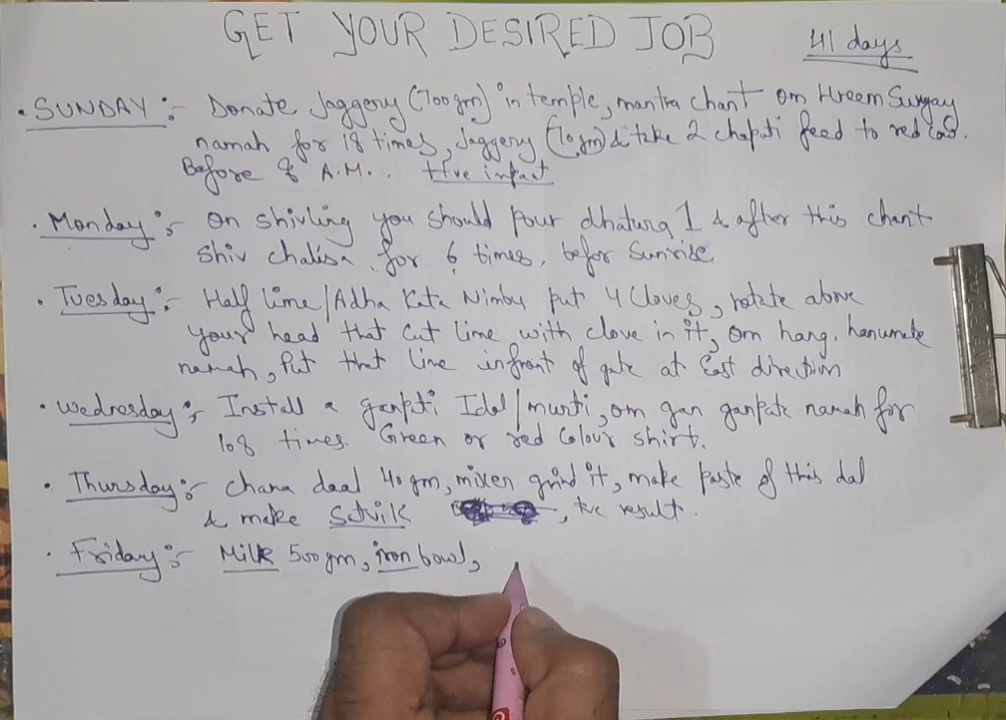 GET YOUR DESIRED JOB
41 days
• SUNDAY :- Donate Jaggery (700 gm) in temple, mantra chant om Hreem Suryay
namah for 18 times, Jaggery (70 gm) & take 2 chapati feed to red cow.
Before 8 A.M.. +tve impact
• Monday :- On shivling you should pour dhatura 1 & after this chant
Shiv chalisa for 6 times, befor Sunrise
• Tuesday :- Half lime / Adha Kata Nimbu put 4 Cloves, rotate above
your head that cut lime with clove in it, om hang. hanumate
namah, Put that lime infront of gate at East direction
• Wednesday :- Install a ganpati Idol / murti, om gan ganpate namah for
108 times. Green or red Colour shirt.
• Thursday :- chana daal 40 gm, mixer grind it, make paste of this dal
& make Satvik , tve result.
• Friday :- Milk 500 gm, iron bowl,